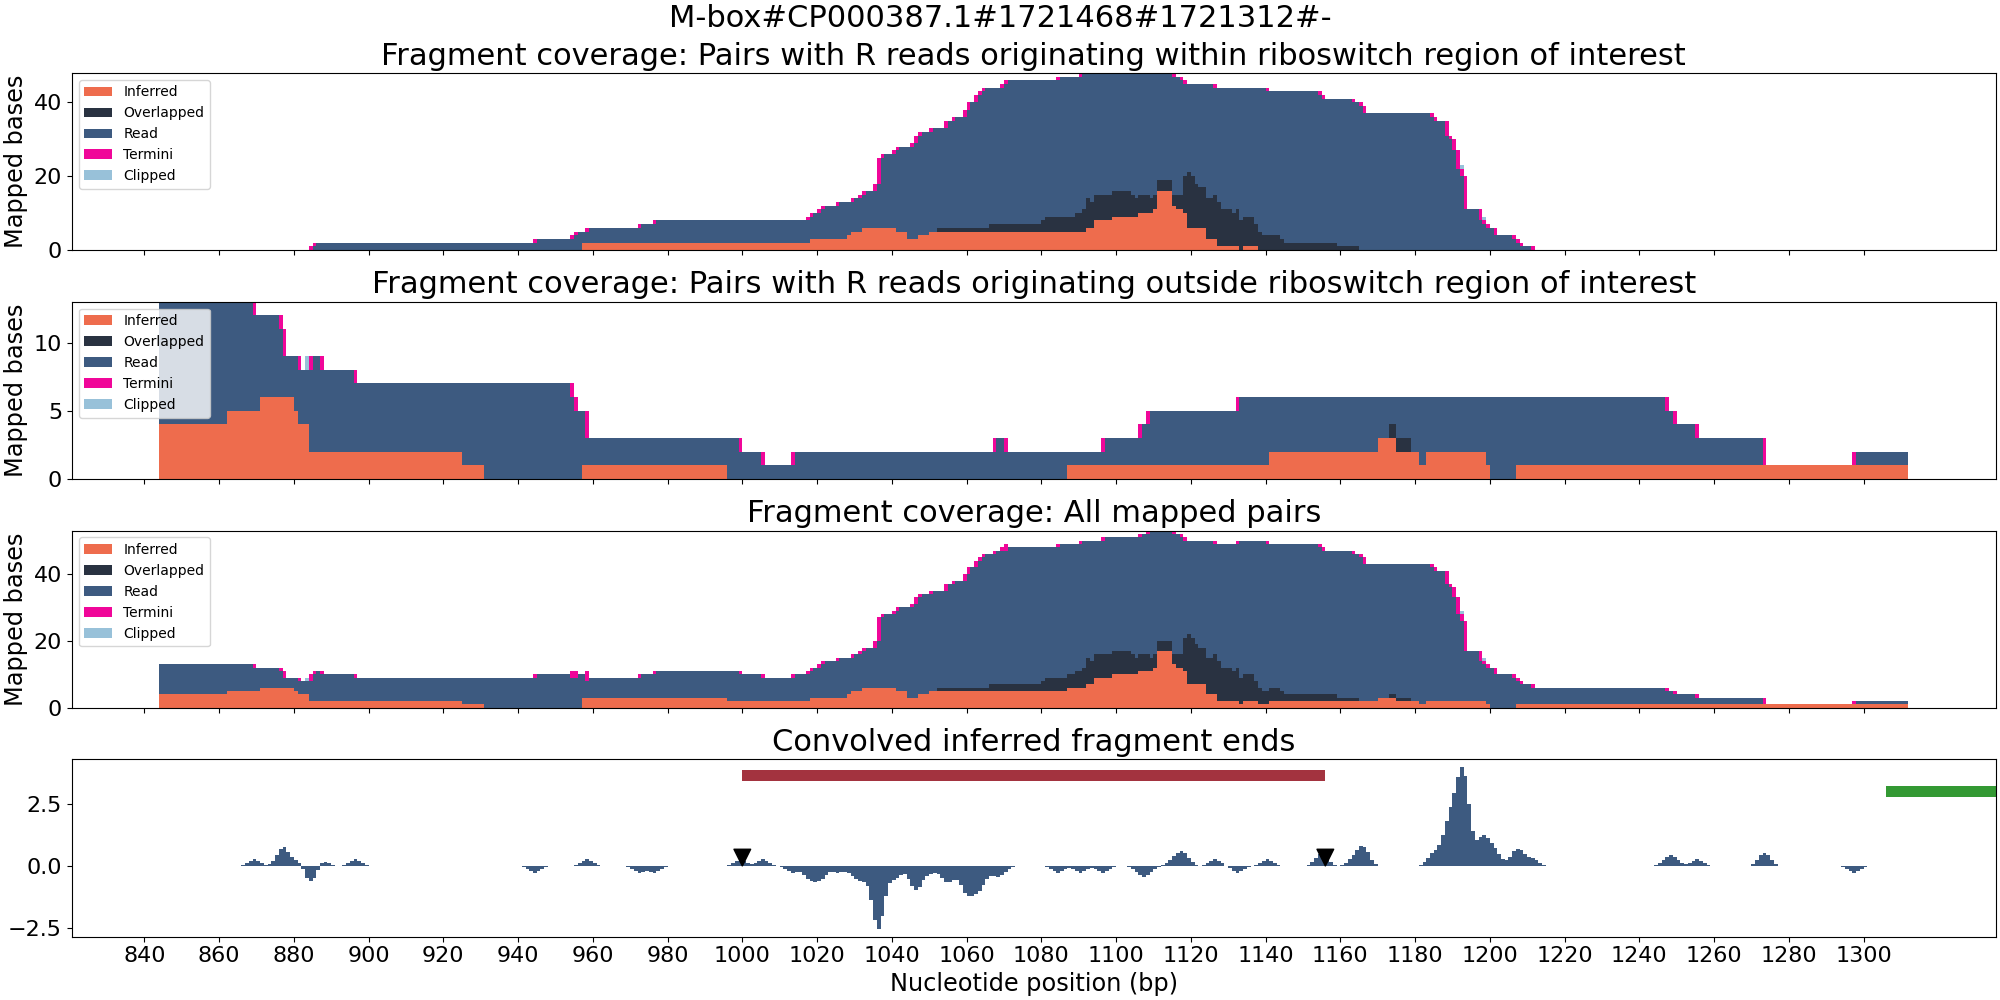 M-box#CP000387.1#1721468#1721312#-
Fragment coverage: Pairs with R reads originating within riboswitch region of interest
Mapped bases
40
20
0
Inferred
Overlapped
Read
Termini
Clipped
Fragment coverage: Pairs with R reads originating outside riboswitch region of interest
Mapped bases
10
5
0
Inferred
Overlapped
Read
Termini
Clipped
Fragment coverage: All mapped pairs
Mapped bases
40
20
0
Inferred
Overlapped
Read
Termini
Clipped
Convolved inferred fragment ends
2.5
0.0
−2.5
840 860 880 900 920 940 960 980 1000 1020 1040 1060 1080 1100 1120 1140 1160 1180 1200 1220 1240 1260 1280 1300
Nucleotide position (bp)